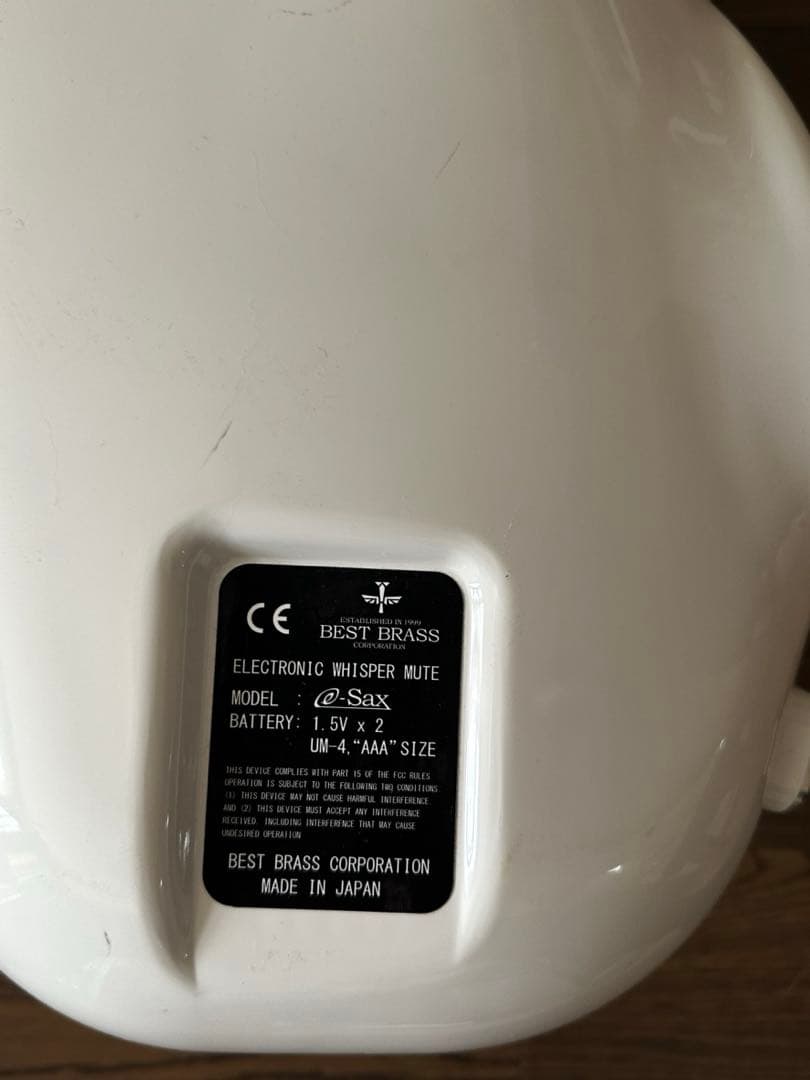 CE
ESTABLISHED IN 1999
BEST BRASS
CORPORATION
ELECTRONIC WHISPER MUTE
MODEL : e-Sax
BATTERY: 1.5V x 2
UM-4,“AAA”SIZE
THIS DEVICE COMPLIES WITH PART 15 OF THE FCC RULES
OPERATION IS SUBJECT TO THE FOLLOWING TWO CONDITIONS:
(1) THIS DEVICE MAY NOT CAUSE HARMFUL INTERFERENCE
AND (2) THIS DEVICE MUST ACCEPT ANY INTERFERENCE
RECEIVED. INCLUDING INTERFERENCE THAT MAY CAUSE
UNDESIRED OPERATION
BEST BRASS CORPORATION
MADE IN JAPAN